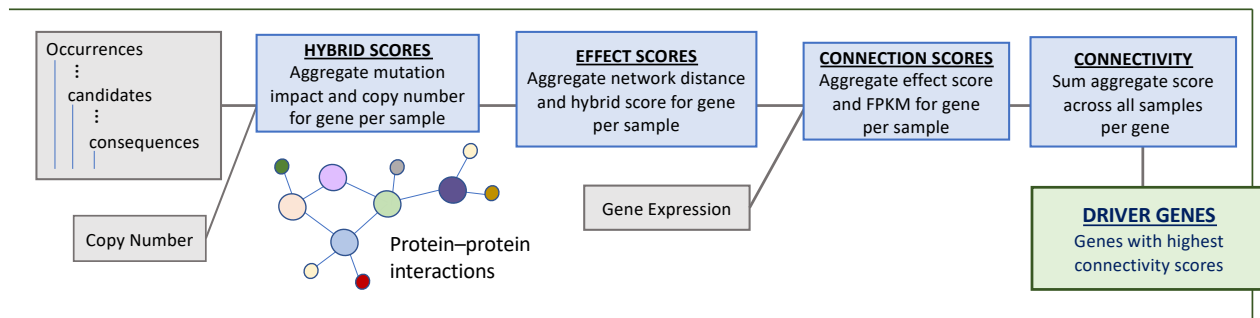 Occurrences
⋮
candidates
⋮
consequences
Copy Number
HYBRID SCORES
Aggregate mutation
impact and copy number
for gene per sample
Protein–protein
interactions
EFFECT SCORES
Aggregate network distance
and hybrid score for gene
per sample
Gene Expression
CONNECTION SCORES
Aggregate effect score
and FPKM for gene
per sample
CONNECTIVITY
Sum aggregate score
across all samples
per gene
DRIVER GENES
Genes with highest
connectivity scores